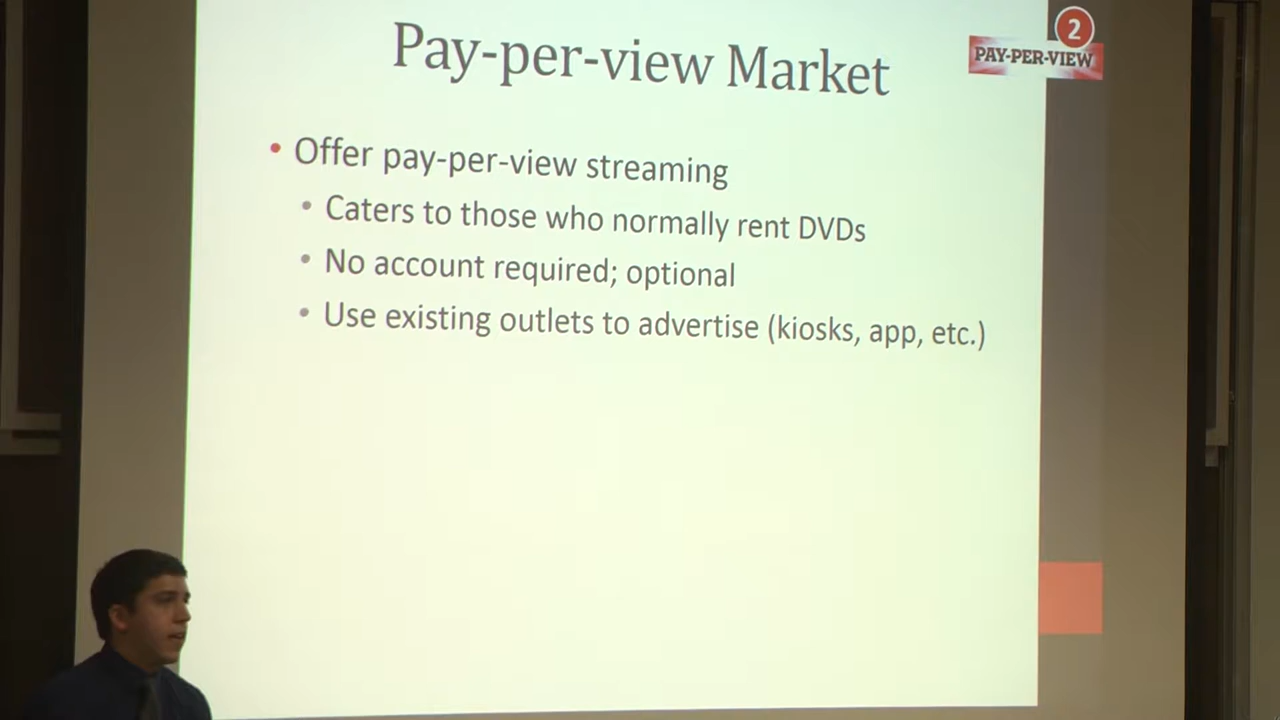 Pay-per-view Market
2
PAY-PER-VIEW
• Offer pay-per-view streaming
• Caters to those who normally rent DVDs
• No account required; optional
• Use existing outlets to advertise (kiosks, app, etc.)